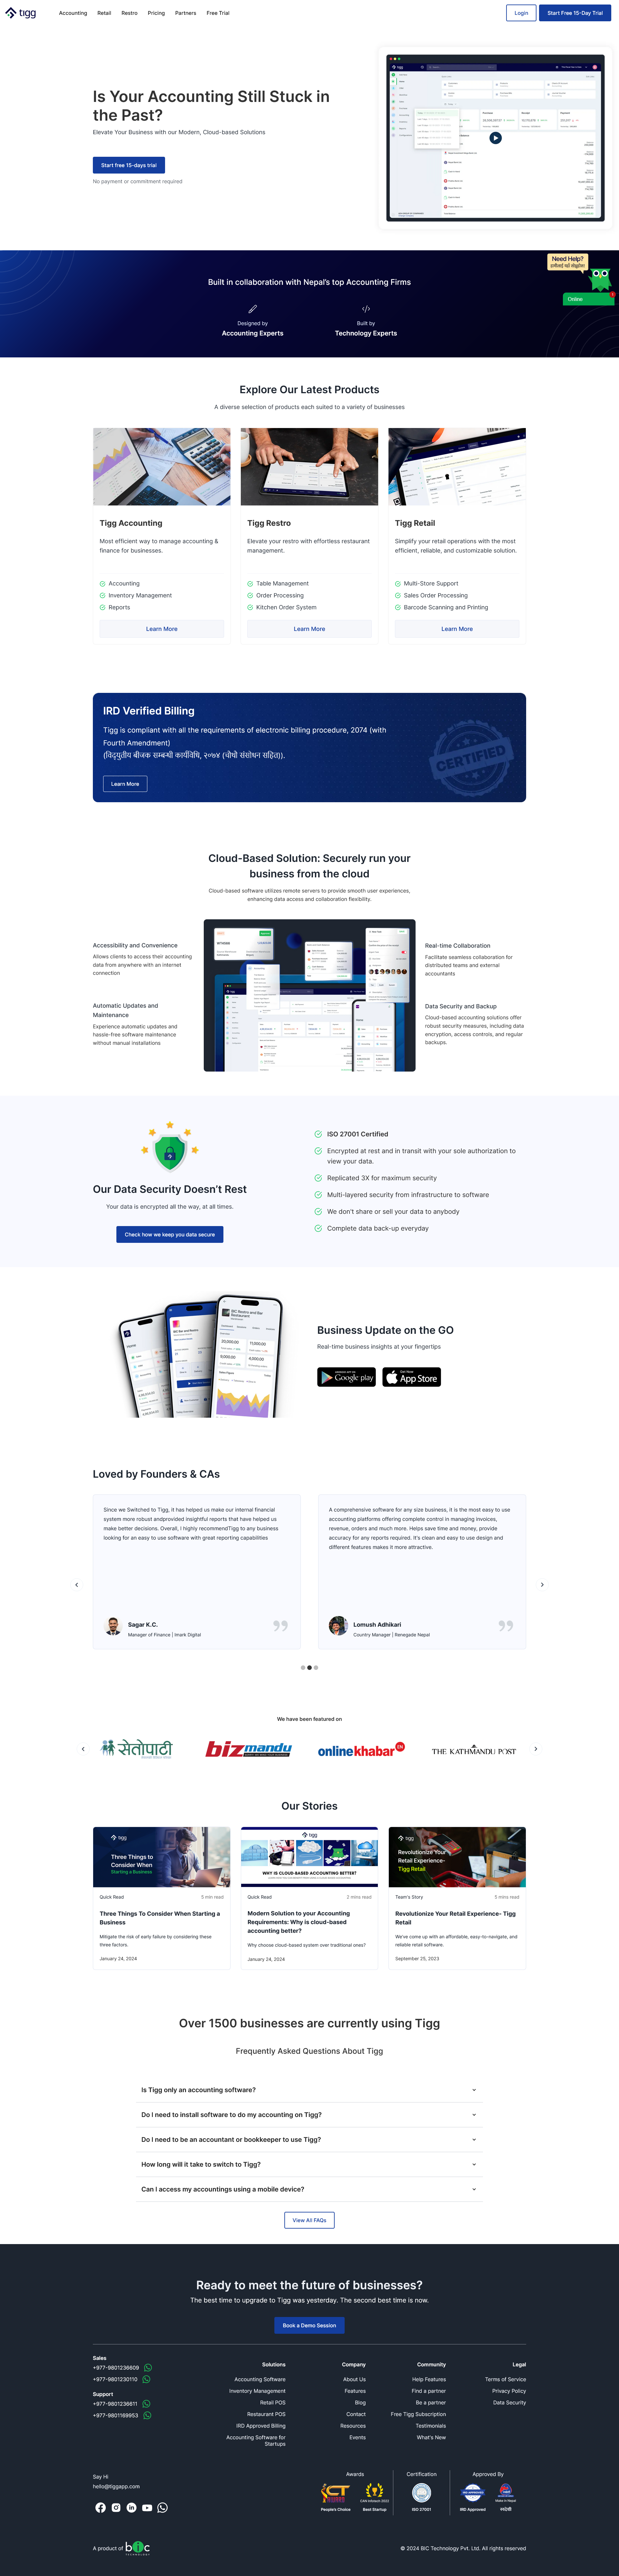 tigg
Accounting
Retail
Restro
Pricing
Partners
Free Trial
Login
Start Free 15-Day Trial
Is Your Accounting Still Stuck in
the Past?
Elevate Your Business with our Modern, Cloud-based Solutions
Start free 15-days trial
No payment or commitment required
Need Help?
Online
Built in collaboration with Nepal's top Accounting Firms
Designed by
Accounting Experts
Built by
Technology Experts
Explore Our Latest Products
A diverse selection of products each suited to a variety of businesses
Tigg Accounting
Most efficient way to manage accounting &
finance for businesses.
Accounting
Inventory Management
Reports
Learn More
Tigg Restro
Elevate your restro with effortless restaurant
management.
Table Management
Order Processing
Kitchen Order System
Learn More
Tigg Retail
Simplify your retail operations with the most
efficient, reliable, and customizable solution.
Multi-Store Support
Sales Order Processing
Barcode Scanning and Printing
Learn More
IRD Verified Billing
Tigg is compliant with all the requirements of electronic billing procedure, 2074 (with
Fourth Amendment)
(विद्युतीय बीजक सम्बन्धी कार्यविधि, २०७४ (चौथो संसोधन सहित)).
Learn More
CERTIFIED
Cloud-Based Solution: Securely run your
business from the cloud
Cloud-based software utilizes remote servers to provide smooth user experiences,
enhancing data access and collaboration flexibility.
Accessibility and Convenience
Allows clients to access their accounting
data from anywhere with an internet
connection
Automatic Updates and
Maintenance
Experience automatic updates and
hassle-free software maintenance
without manual installations
Real-time Collaboration
Facilitate seamless collaboration for
distributed teams and external
accountants
Data Security and Backup
Cloud-based accounting solutions offer
robust security measures, including data
encryption, access controls, and regular
backups.
Our Data Security Doesn't Rest
Your data is encrypted all the way, at all times.
Check how we keep you data secure
ISO 27001 Certified
Encrypted at rest and in transit with your sole authorization to
view your data.
Replicated 3X for maximum security
Multi-layered security from infrastructure to software
We don't share or sell your data to anybody
Complete data back-up everyday
Business Update on the GO
Real-time business insights at your fingertips
Google play
App Store
Loved by Founders & CAs
Since we Switched to Tigg, it has helped us make our Internal financial
system more robust andprovided insightful reports that have helped us
make better decisions. Overall, I highly recommendTigg to any business
looking for an easy to use software with great reporting capabilities
Sagar K.C.
Manager of Finance | Imark Digital
A comprehensive software for any size business, it is the most easy to use
accounting platforms offering complete control in managing Invoices,
revenue, orders and much more. Helps save time and money, provide
accuracy for any reports required. It's clean and easy to use design and
different features makes it more attractive.
Lomush Adhikari
Country Manager | Renegade Nepal
We have been featured on
सेतोपाटी
bizmandu
onlinekhabar EN
THE KATHMANDU POST
Our Stories
tigg
Three Things to
Consider When
Starting a Business
Quick Read
5 min read
Three Things To Consider When Starting a
Business
Mitigate the risk of early failure by considering these
three factors.
January 24, 2024
tigg
WHY IS CLOUD-BASED ACCOUNTING BETTER?
Quick Read
2 mins read
Modern Solution to your Accounting
Requirements: Why is cloud-based
accounting better?
Why choose cloud-based system over traditional ones?
January 24, 2024
tigg
Revolutionize Your
Retail Experience-
Tigg Retail
Team's Story
5 mins read
Revolutionize Your Retail Experience- Tigg
Retail
We've come up with an affordable, easy-to-navigate, and
reliable retail software.
September 25, 2023
Over 1500 businesses are currently using Tigg
Frequently Asked Questions About Tigg
Is Tigg only an accounting software?
Do I need to install software to do my accounting on Tigg?
Do I need to be an accountant or bookkeeper to use Tigg?
How long will it take to switch to Tigg?
Can I access my accountings using a mobile device?
View All FAQs
Ready to meet the future of businesses?
The best time to upgrade to Tigg was yesterday. The second best time is now.
Book a Demo Session
Sales
+977-9801236609
+977-9801230110
Support
+977-9801236611
+977-9801169953
Solutions
Accounting Software
Inventory Management
Retail POS
Restaurant POS
IRD Approved Billing
Accounting Software for
Startups
Company
About Us
Features
Blog
Contact
Resources
Events
Community
Help Features
Find a partner
Be a partner
Free Tigg Subscription
Testimonials
What's New
Legal
Terms of Service
Privacy Policy
Data Security
Say Hi
hello@tiggapp.com
Awards
People's Choice
Best Startup
Certification
ISO 27001
Approved By
IRD Approved
स्वदेशी
A product of
© 2024 BIC Technology Pvt. Ltd. All rights reserved